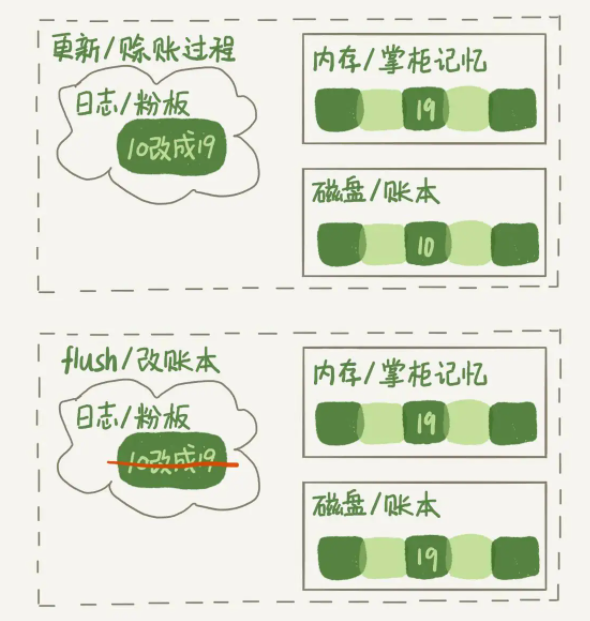 更新/赊账过程
日志/粉板
10改成19
内存/掌柜记忆
19
磁盘/账本
10
flush/改账本
日志/粉板
10改成19
内存/掌柜记忆
19
磁盘/账本
19